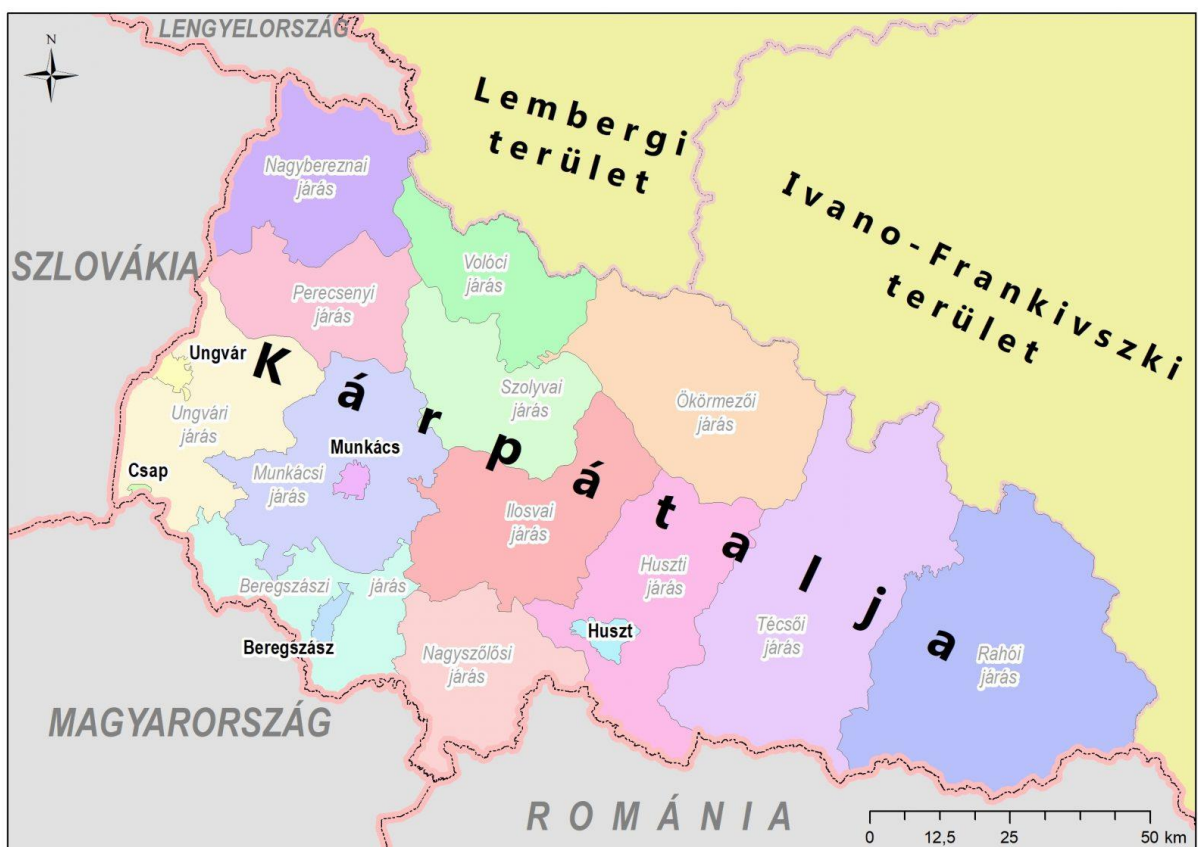 LENGYELORSZÁG
N
Lembergi
terület
Ivano-Frankivszki
terület
Nagybereznai
járás
SZLOVÁKIA
Volóci
járás
Perecsenyi
járás
Ungvár
Kárpátalja
Szolyvai
járás
Ökörmezői
járás
Ungvári
járás
Munkács
Csap
Munkácsi
járás
Ilosvai
járás
Huszti
járás
Beregszászi járás
Huszt
Técsői
járás
Beregszász
Nagyszőlősi
járás
Rahói
járás
MAGYARORSZÁG
ROMÁNIA
0 12,5 25 50 km